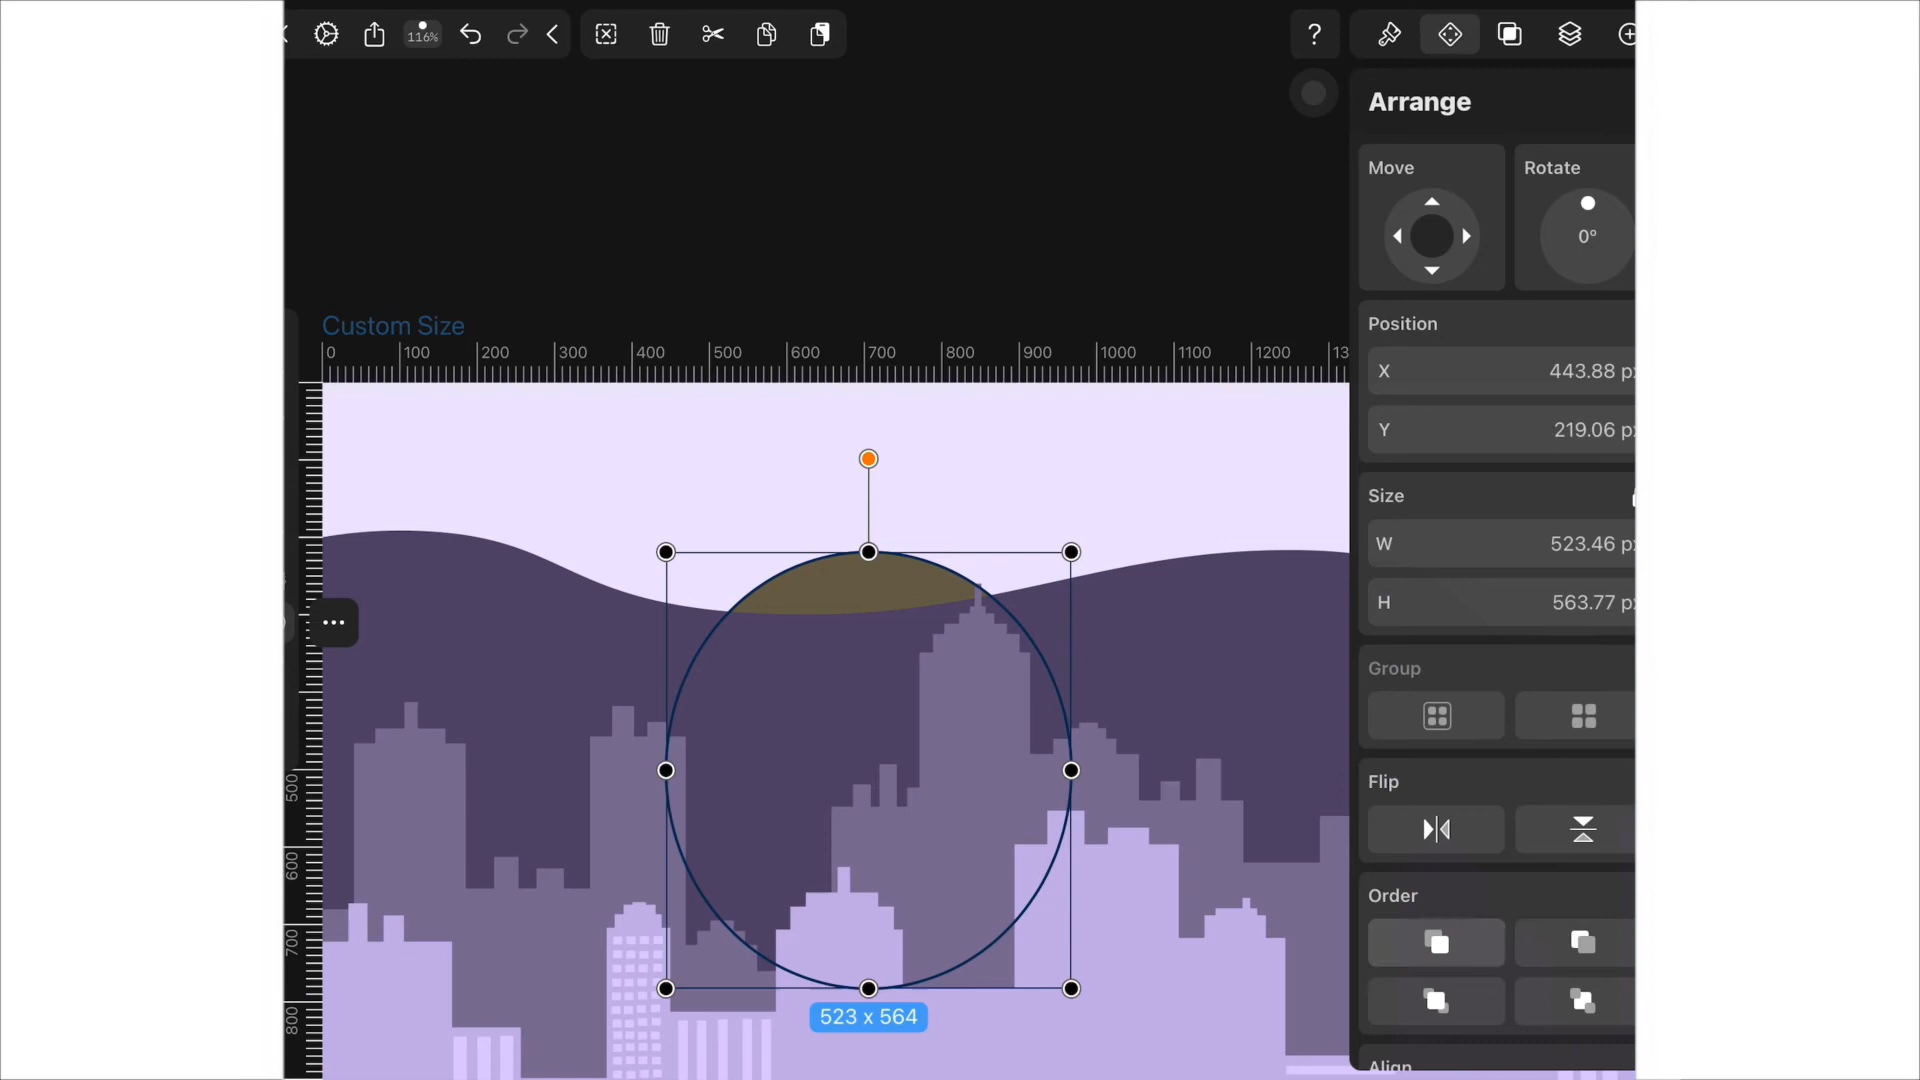 116%
?
Arrange
Move
Rotate
0°
Custom Size
0 100 200 300 400 500 600 700 800 900 1000 1100 1200 13
Position
X 443.88 p
Y 219.06 p
Size
W 523.46 p
H 563.77 p
500
600
700
800
Group
Flip
Order
523 x 564
Align